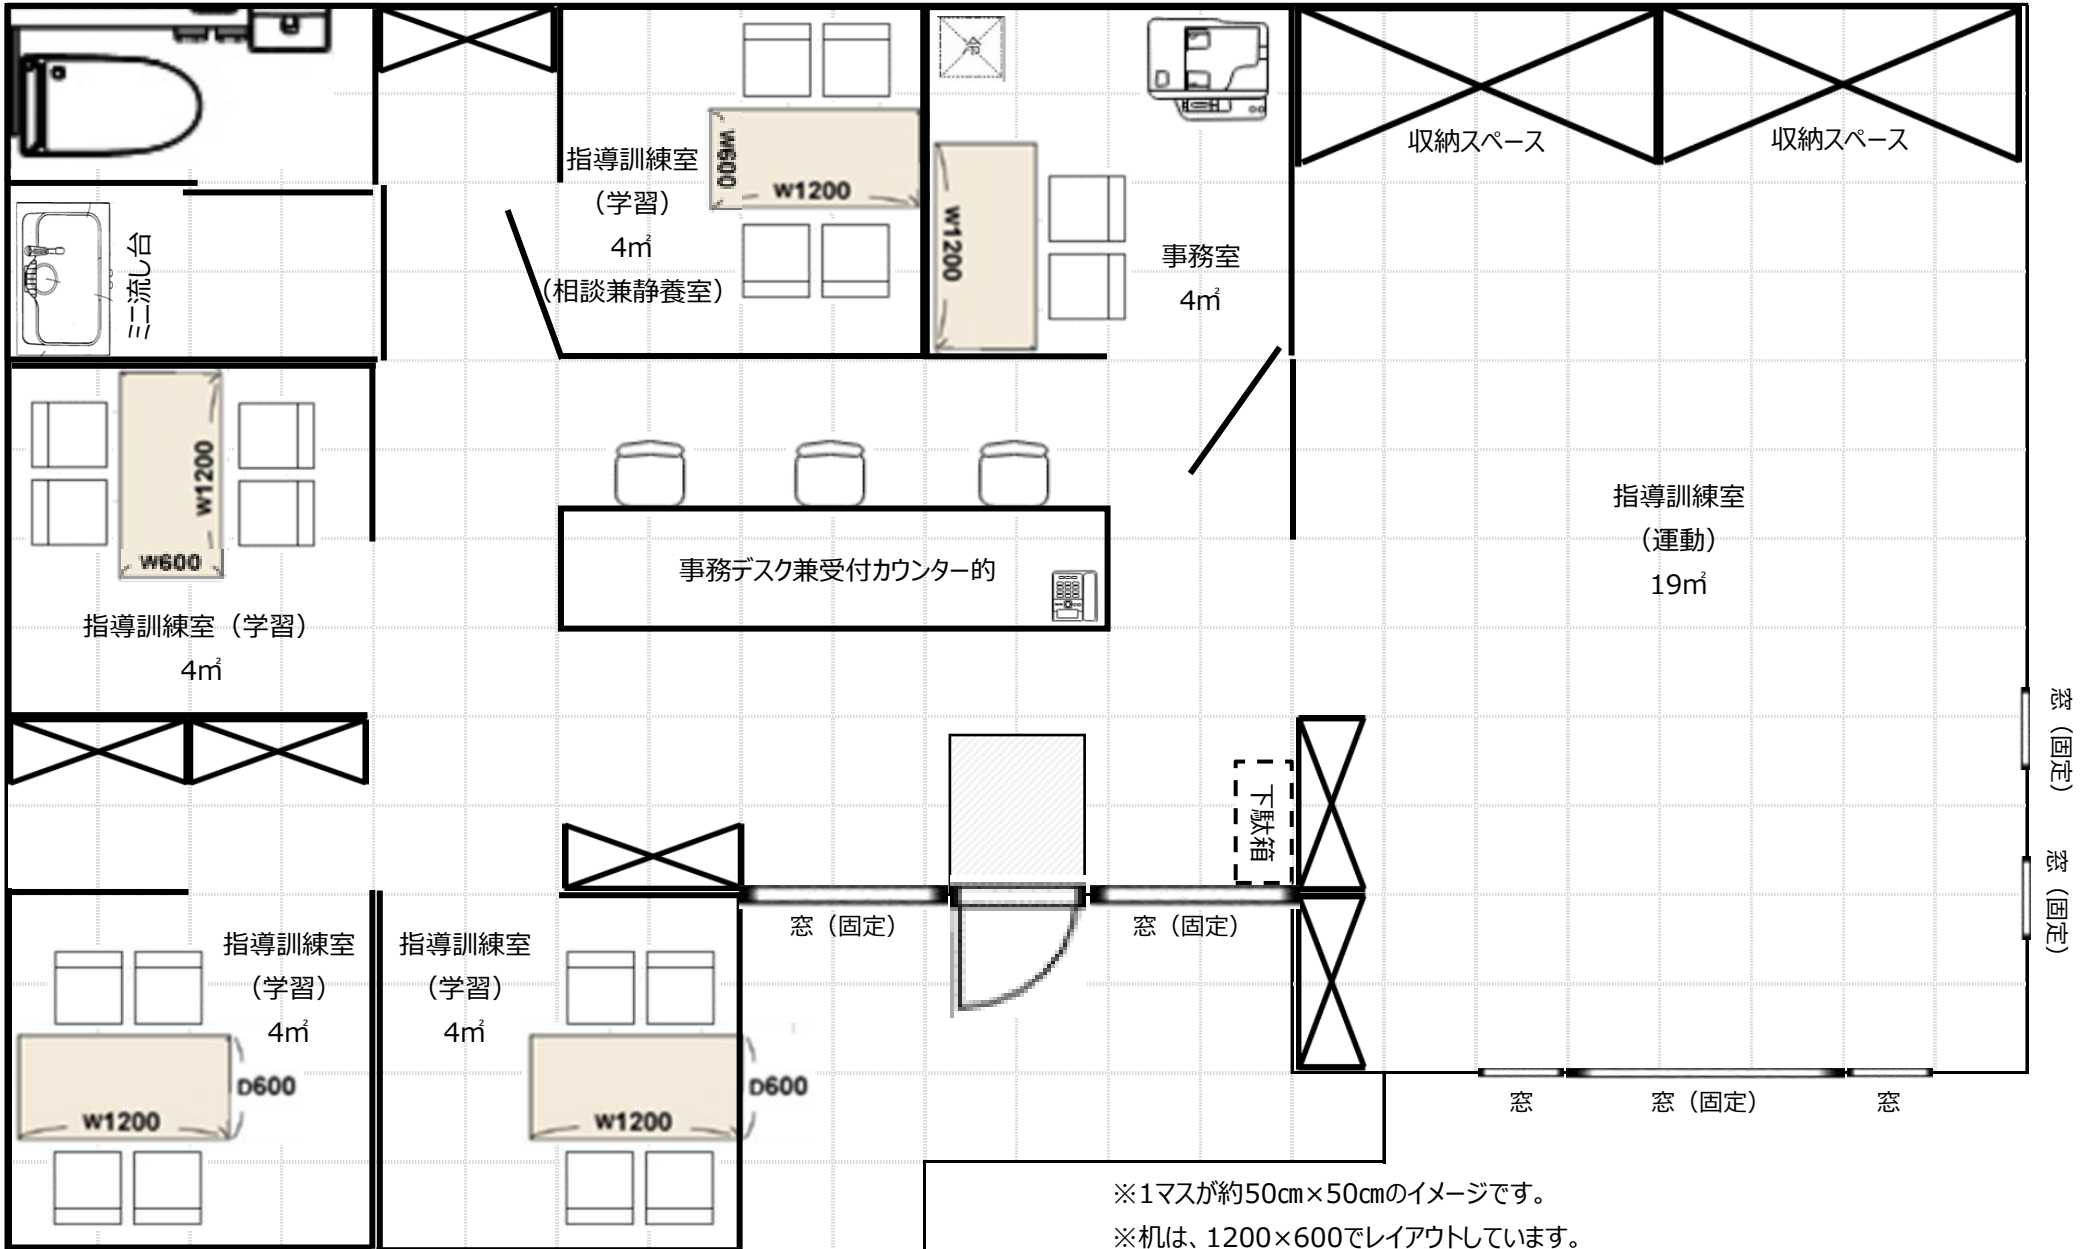 冷
収納スペース
収納スペース
指導訓練室
（学習）
4㎡
（相談兼静養室）
W600
W1200
W1200
事務室
4㎡
ミニ流し台
W1200
W600
指導訓練室（学習）
4㎡
事務デスク兼受付カウンター的
指導訓練室
（運動）
19㎡
窓（固定）
窓（固定）
下駄箱
窓（固定）
窓（固定）
指導訓練室
（学習）
4㎡
D600
W1200
指導訓練室
（学習）
4㎡
D600
W1200
窓
窓（固定）
窓
※1マスが約50㎝×50㎝のイメージです。
※机は、1200×600でレイアウトしています。